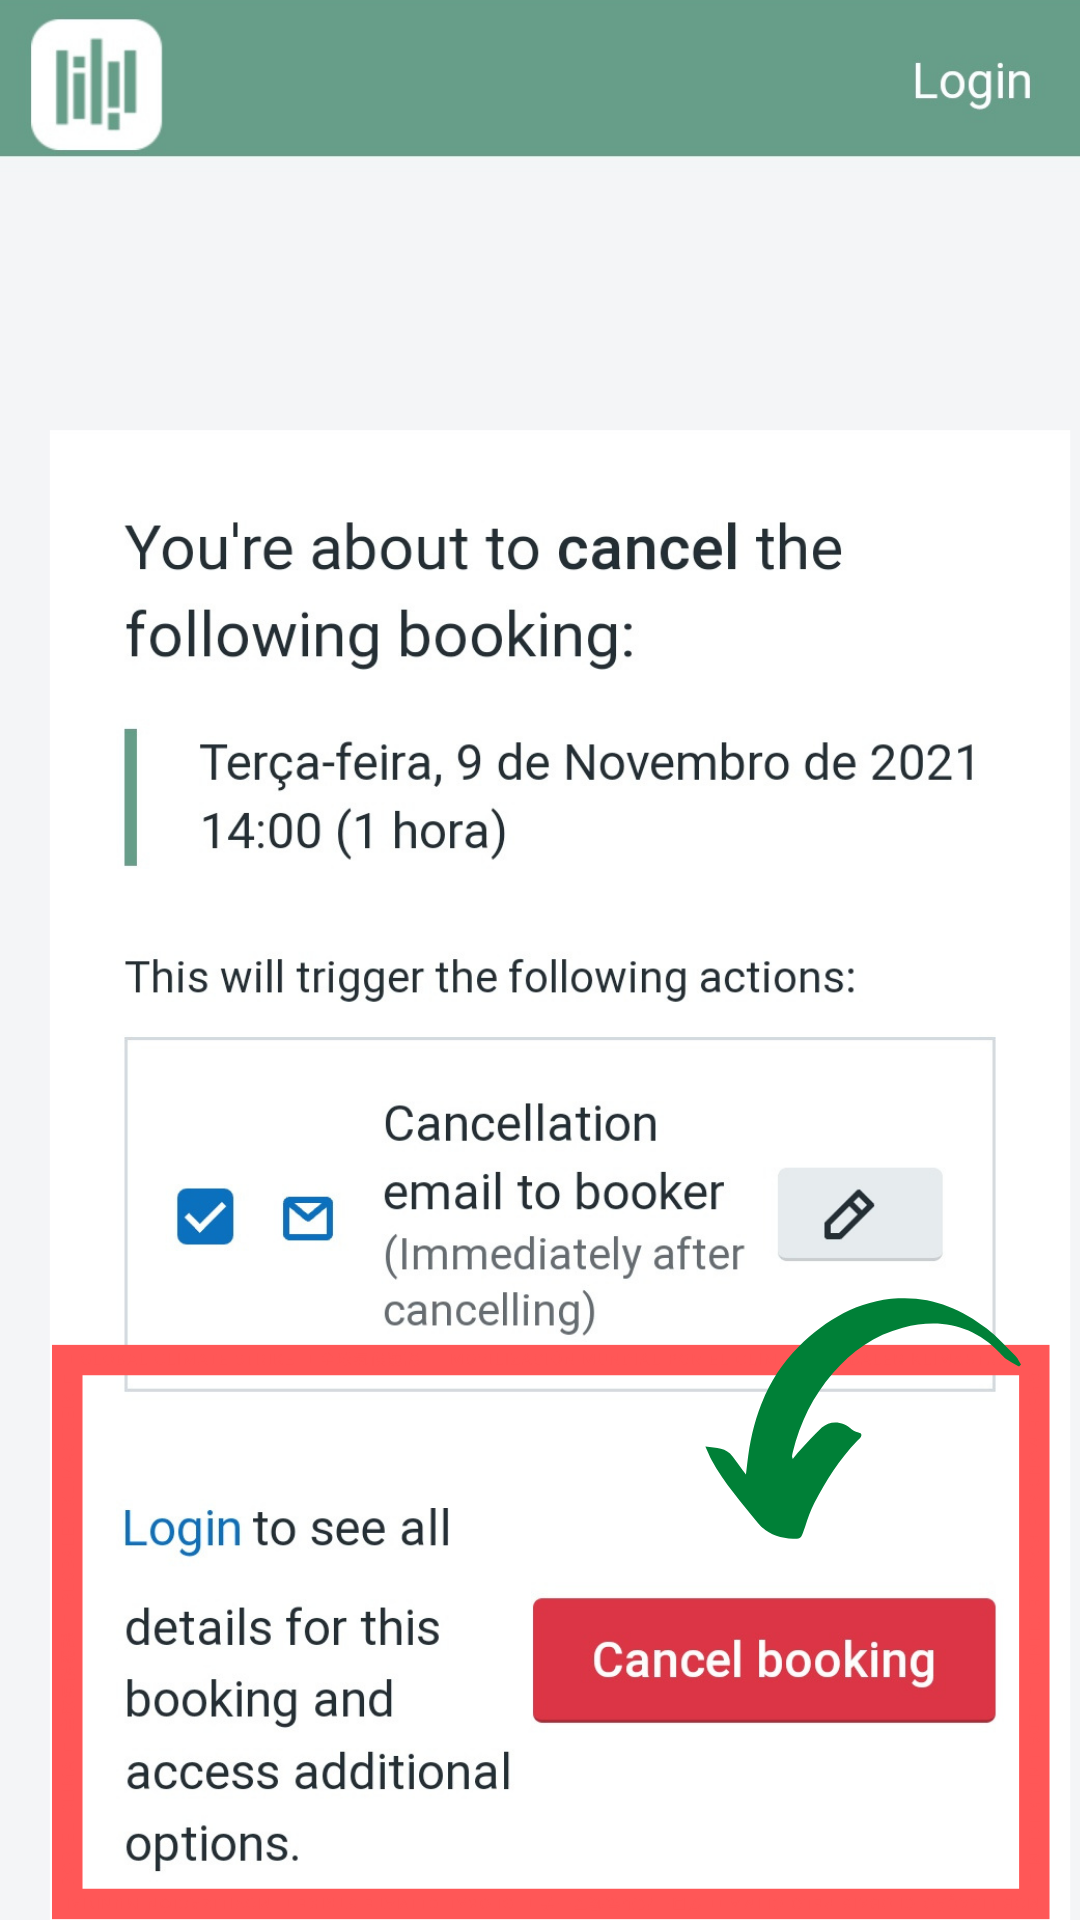 Login
You're about to cancel the
following booking:
Terça-feira, 9 de Novembro de 2021
14:00 (1 hora)
This will trigger the following actions:
Cancellation
email to booker
(Immediately after
cancelling)
Login to see all
details for this
booking and
access additional
options.
Cancel booking